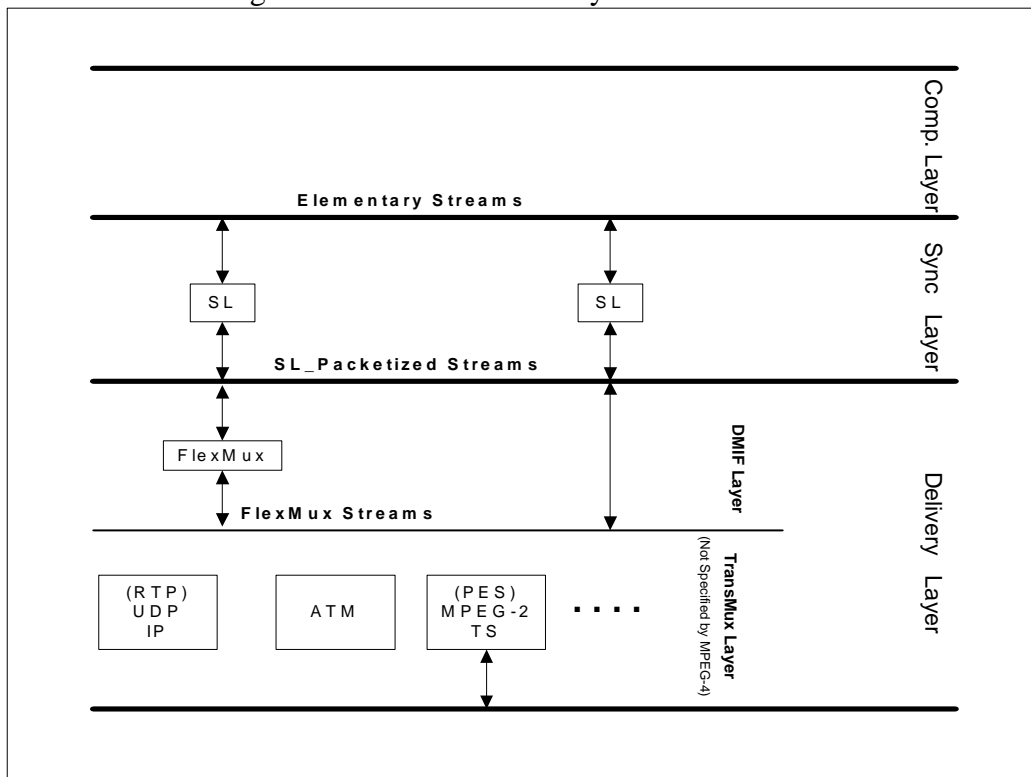 Comp. Layer
Elementary Streams
Sync Layer
SL
SL
SL_Packetized Streams
FlexMux
DMIF Layer
Delivery Layer
FlexMux Streams
TransMux Layer
(Not Specified by MPEG-4)
(RTP)
UDP
IP
ATM
(PES)
MPEG-2
TS
....